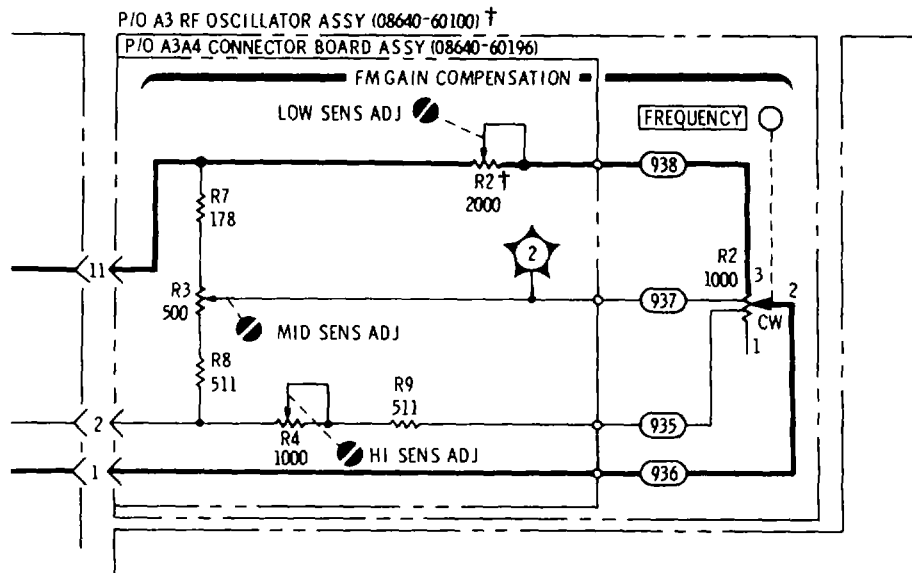 P/O A3 RF OSCILLATOR ASSY (08640-60100) †
P/O A3A4 CONNECTOR BOARD ASSY (08640-60196)
FM GAIN COMPENSATION
LOW SENS ADJ
FREQUENCY
938
R2 †
2000
R7
178
2
R2
1000
3
2
11
R3
500
937
MID SENS ADJ
CW
1
R8
511
R9
511
2
935
R4
1000
HI SENS ADJ
1
936